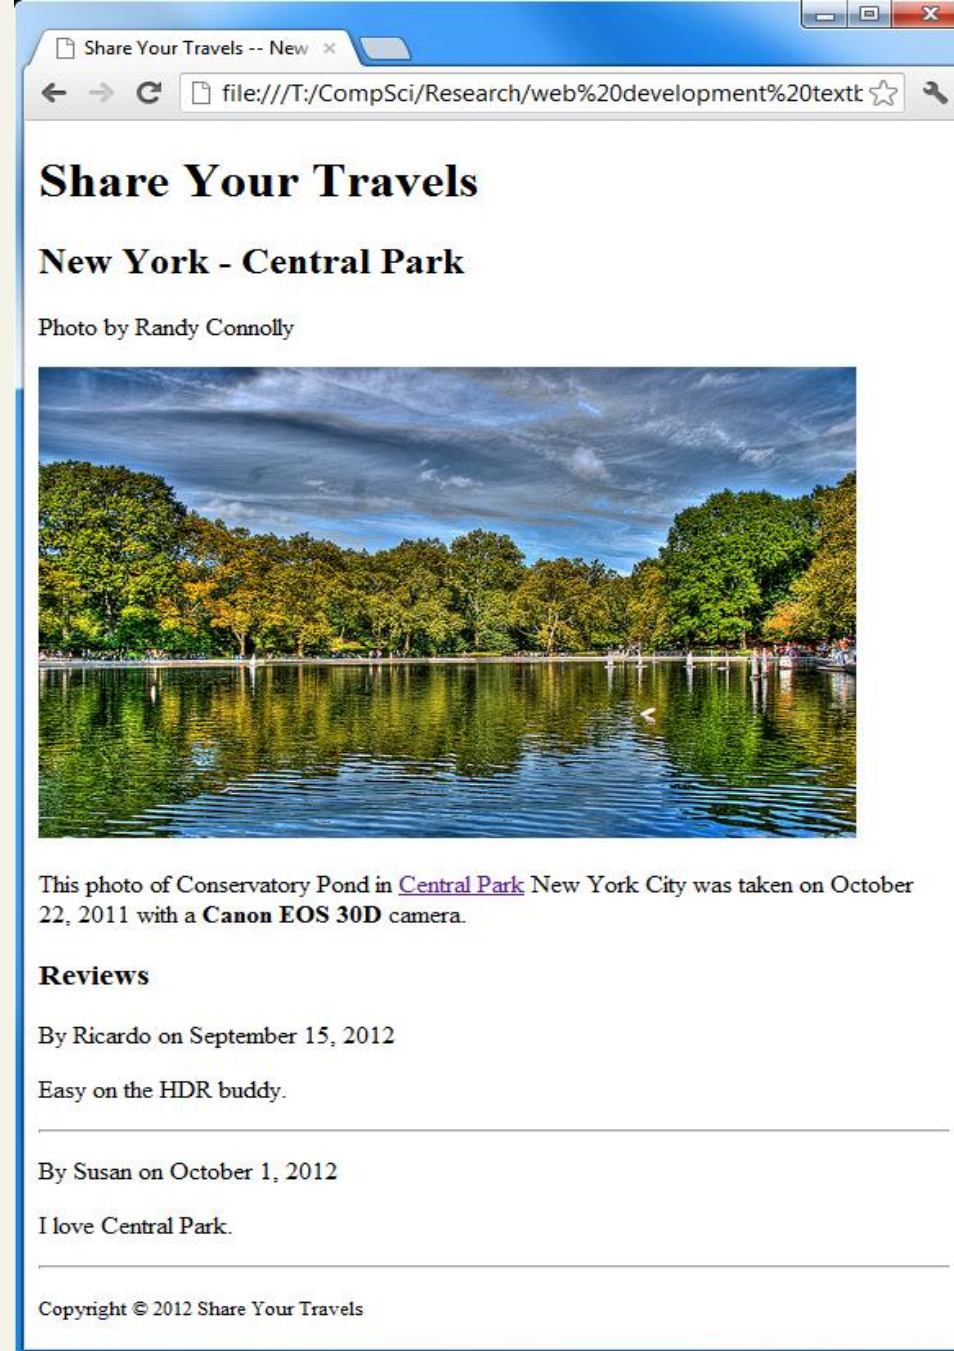 Share Your Travels -- New
file:///T:/CompSci/Research/web%20development%20textb
Share Your Travels
New York - Central Park
Photo by Randy Connolly
This photo of Conservatory Pond in Central Park New York City was taken on October
22, 2011 with a Canon EOS 30D camera.
Reviews
By Ricardo on September 15, 2012
Easy on the HDR buddy.
By Susan on October 1, 2012
I love Central Park.
Copyright © 2012 Share Your Travels